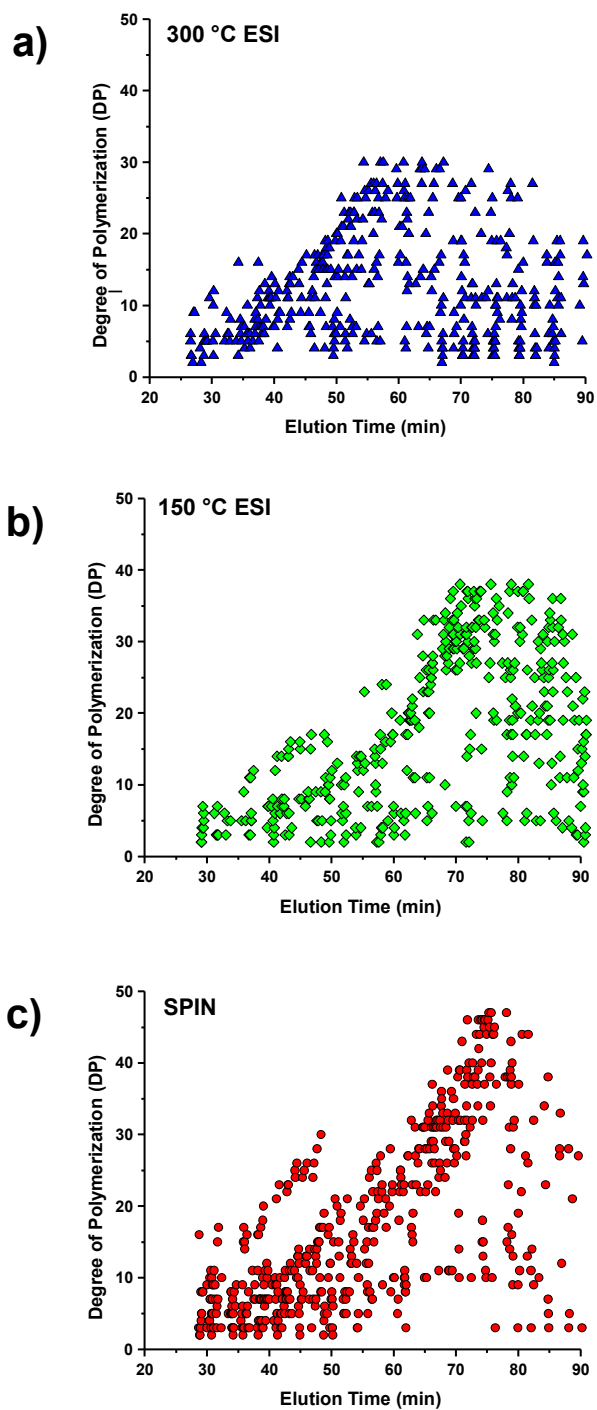 a)
300 °C ESI
50
40
30
20
10
0
Degree of Polymerization (DP)
20 30 40 50 60 70 80 90
Elution Time (min)
b)
150 °C ESI
50
40
30
20
10
0
Degree of Polymerization (DP)
20 30 40 50 60 70 80 90
Elution Time (min)
c)
SPIN
50
40
30
20
10
0
Degree of Polymerization (DP)
20 30 40 50 60 70 80 90
Elution Time (min)